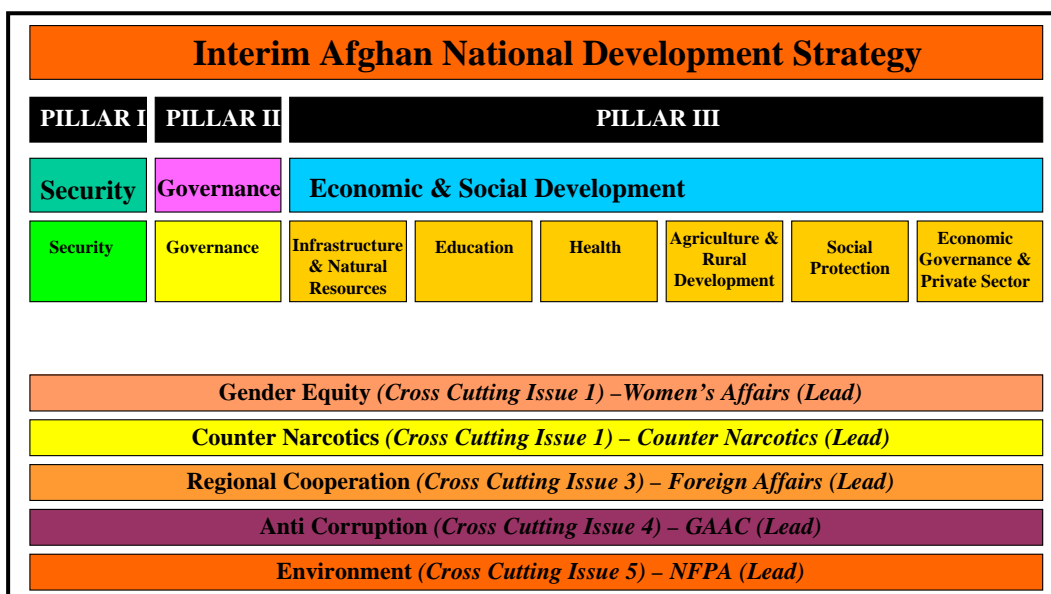 Interim Afghan National Development Strategy
PILLAR I
PILLAR II
PILLAR III
Security
Governance
Economic & Social Development
Security
Governance
Infrastructure
& Natural
Resources
Education
Health
Agriculture &
Rural
Development
Social
Protection
Economic
Governance &
Private Sector
Gender Equity (Cross Cutting Issue 1) –Women’s Affairs (Lead)
Counter Narcotics (Cross Cutting Issue 1) – Counter Narcotics (Lead)
Regional Cooperation (Cross Cutting Issue 3) – Foreign Affairs (Lead)
Anti Corruption (Cross Cutting Issue 4) – GAAC (Lead)
Environment (Cross Cutting Issue 5) – NFPA (Lead)